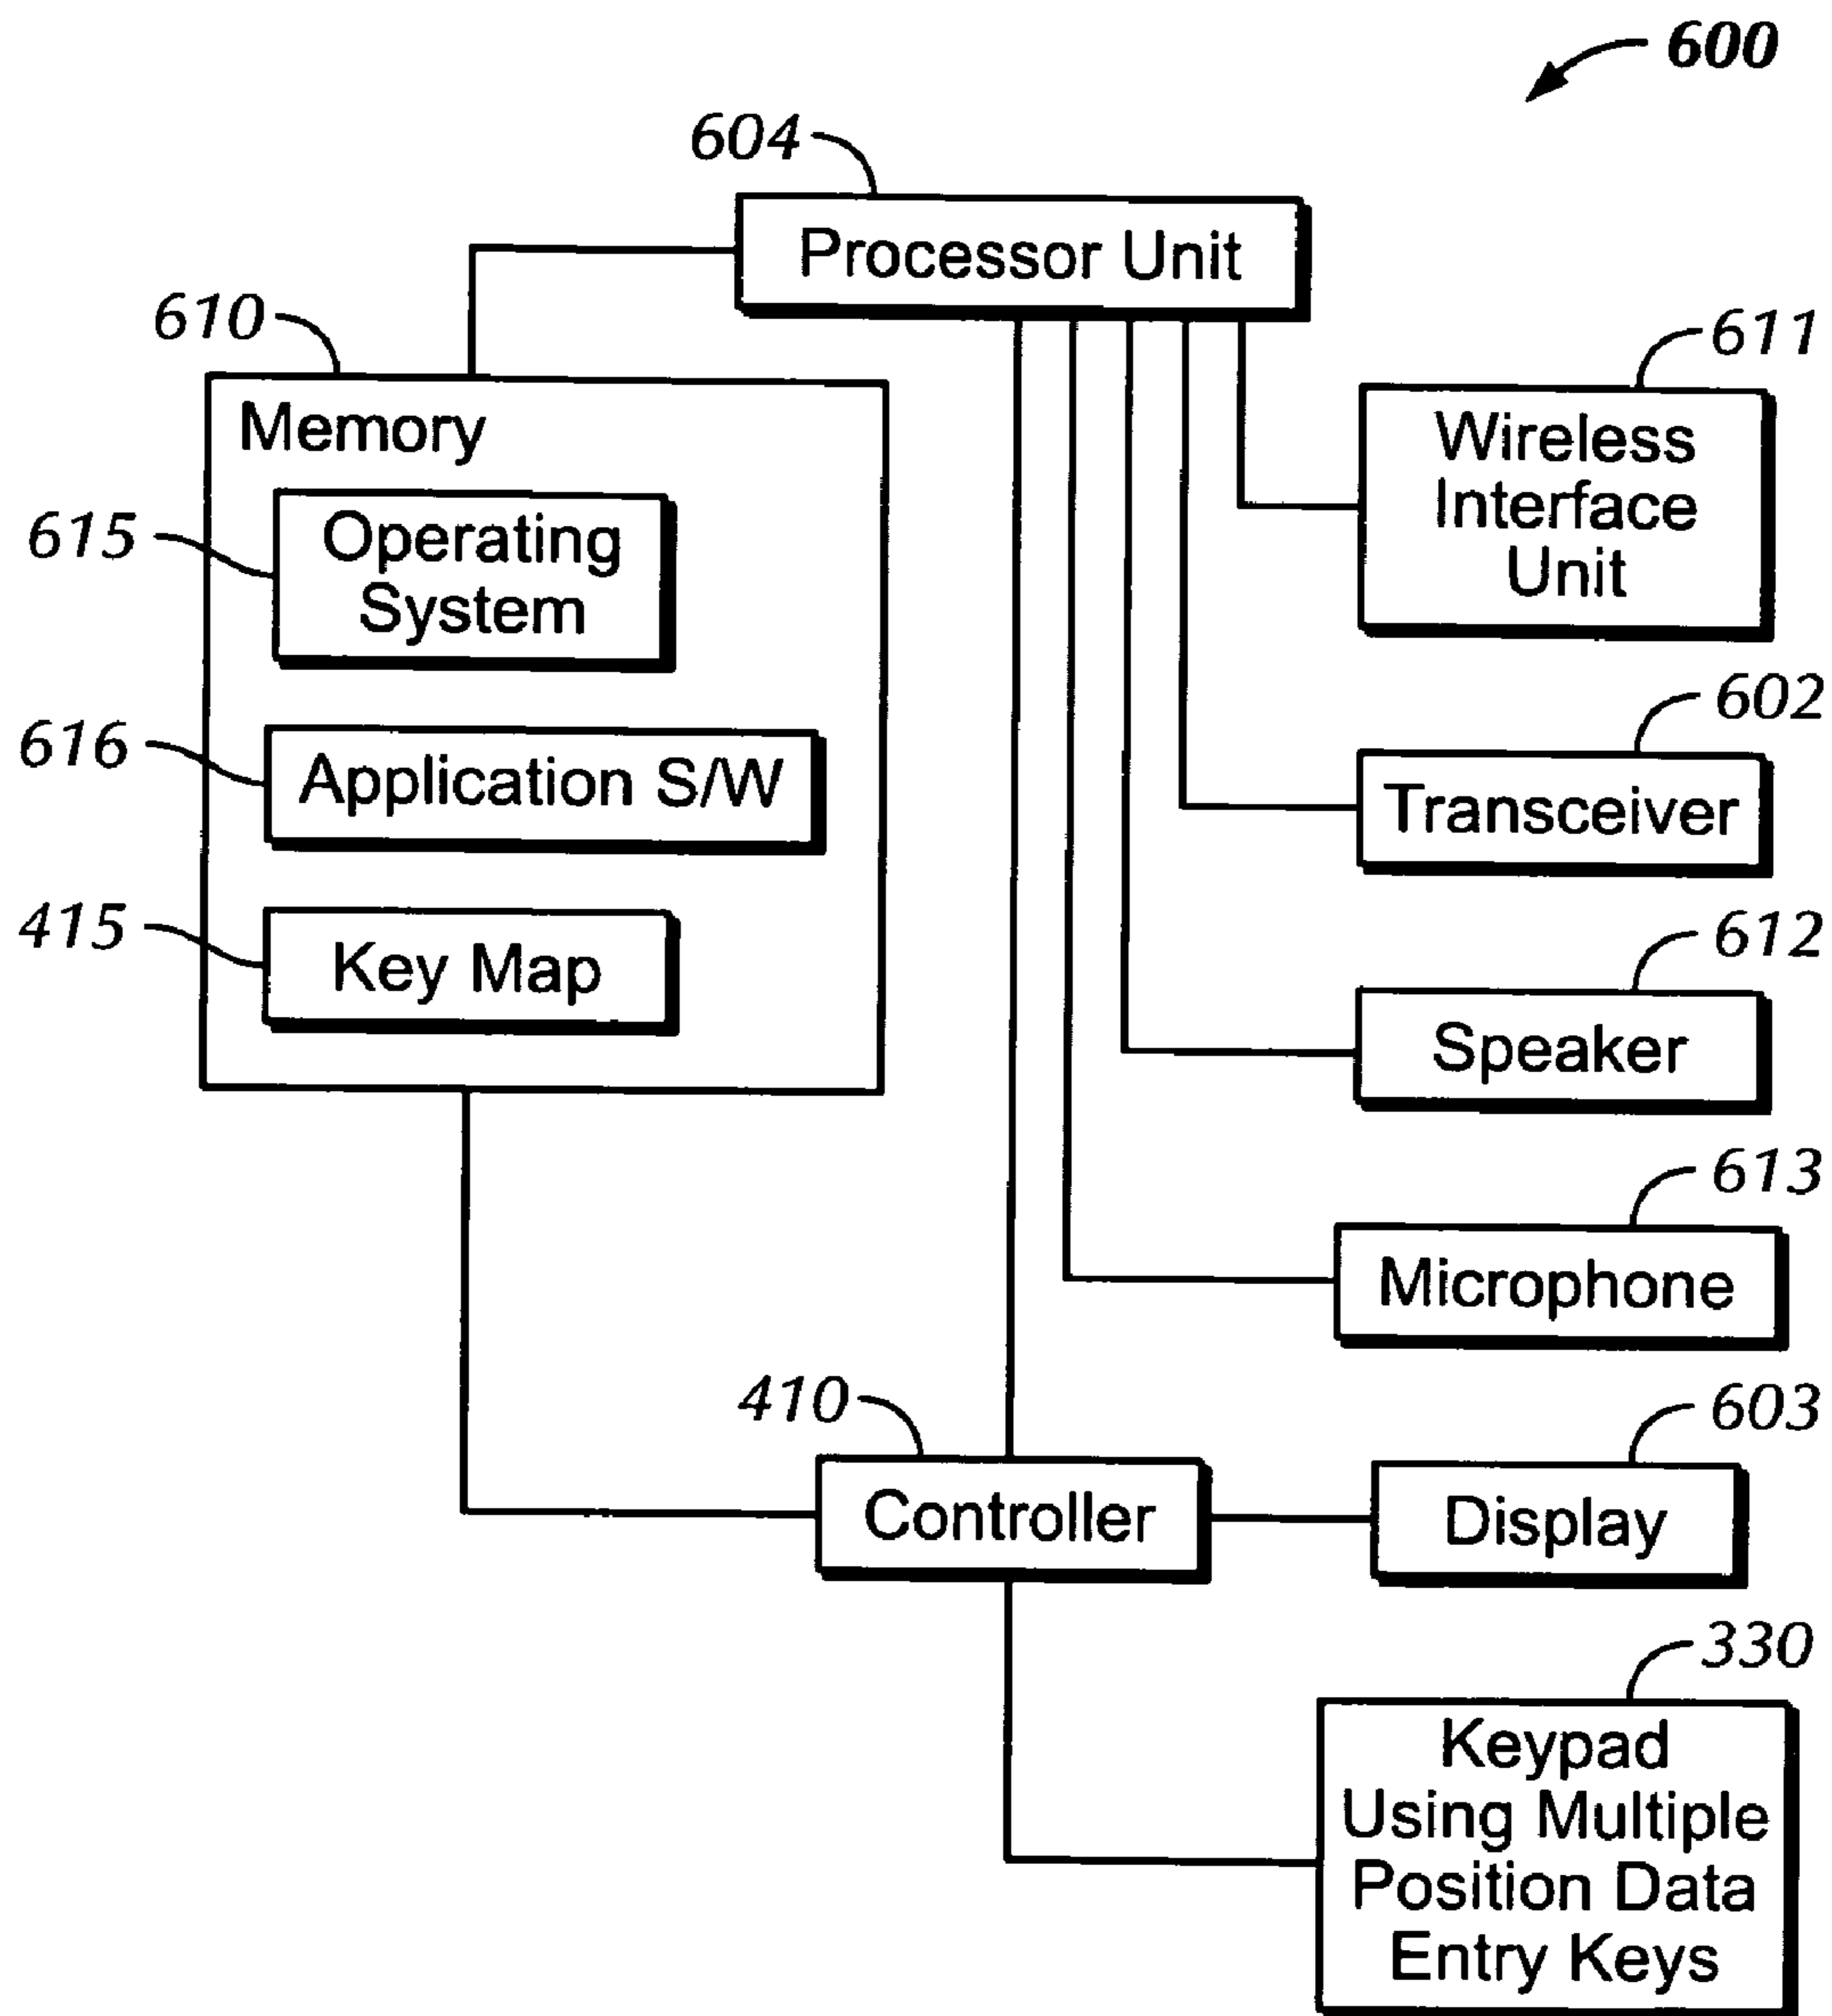 600
604
Processor Unit
610
611
Memory
Wireless
Interface
Unit
615
Operating
System
602
616
Application S/W
Transceiver
415
Key Map
612
Speaker
613
Microphone
410
603
Controller
Display
330
Keypad
Using Multiple
Position Data
Entry Keys